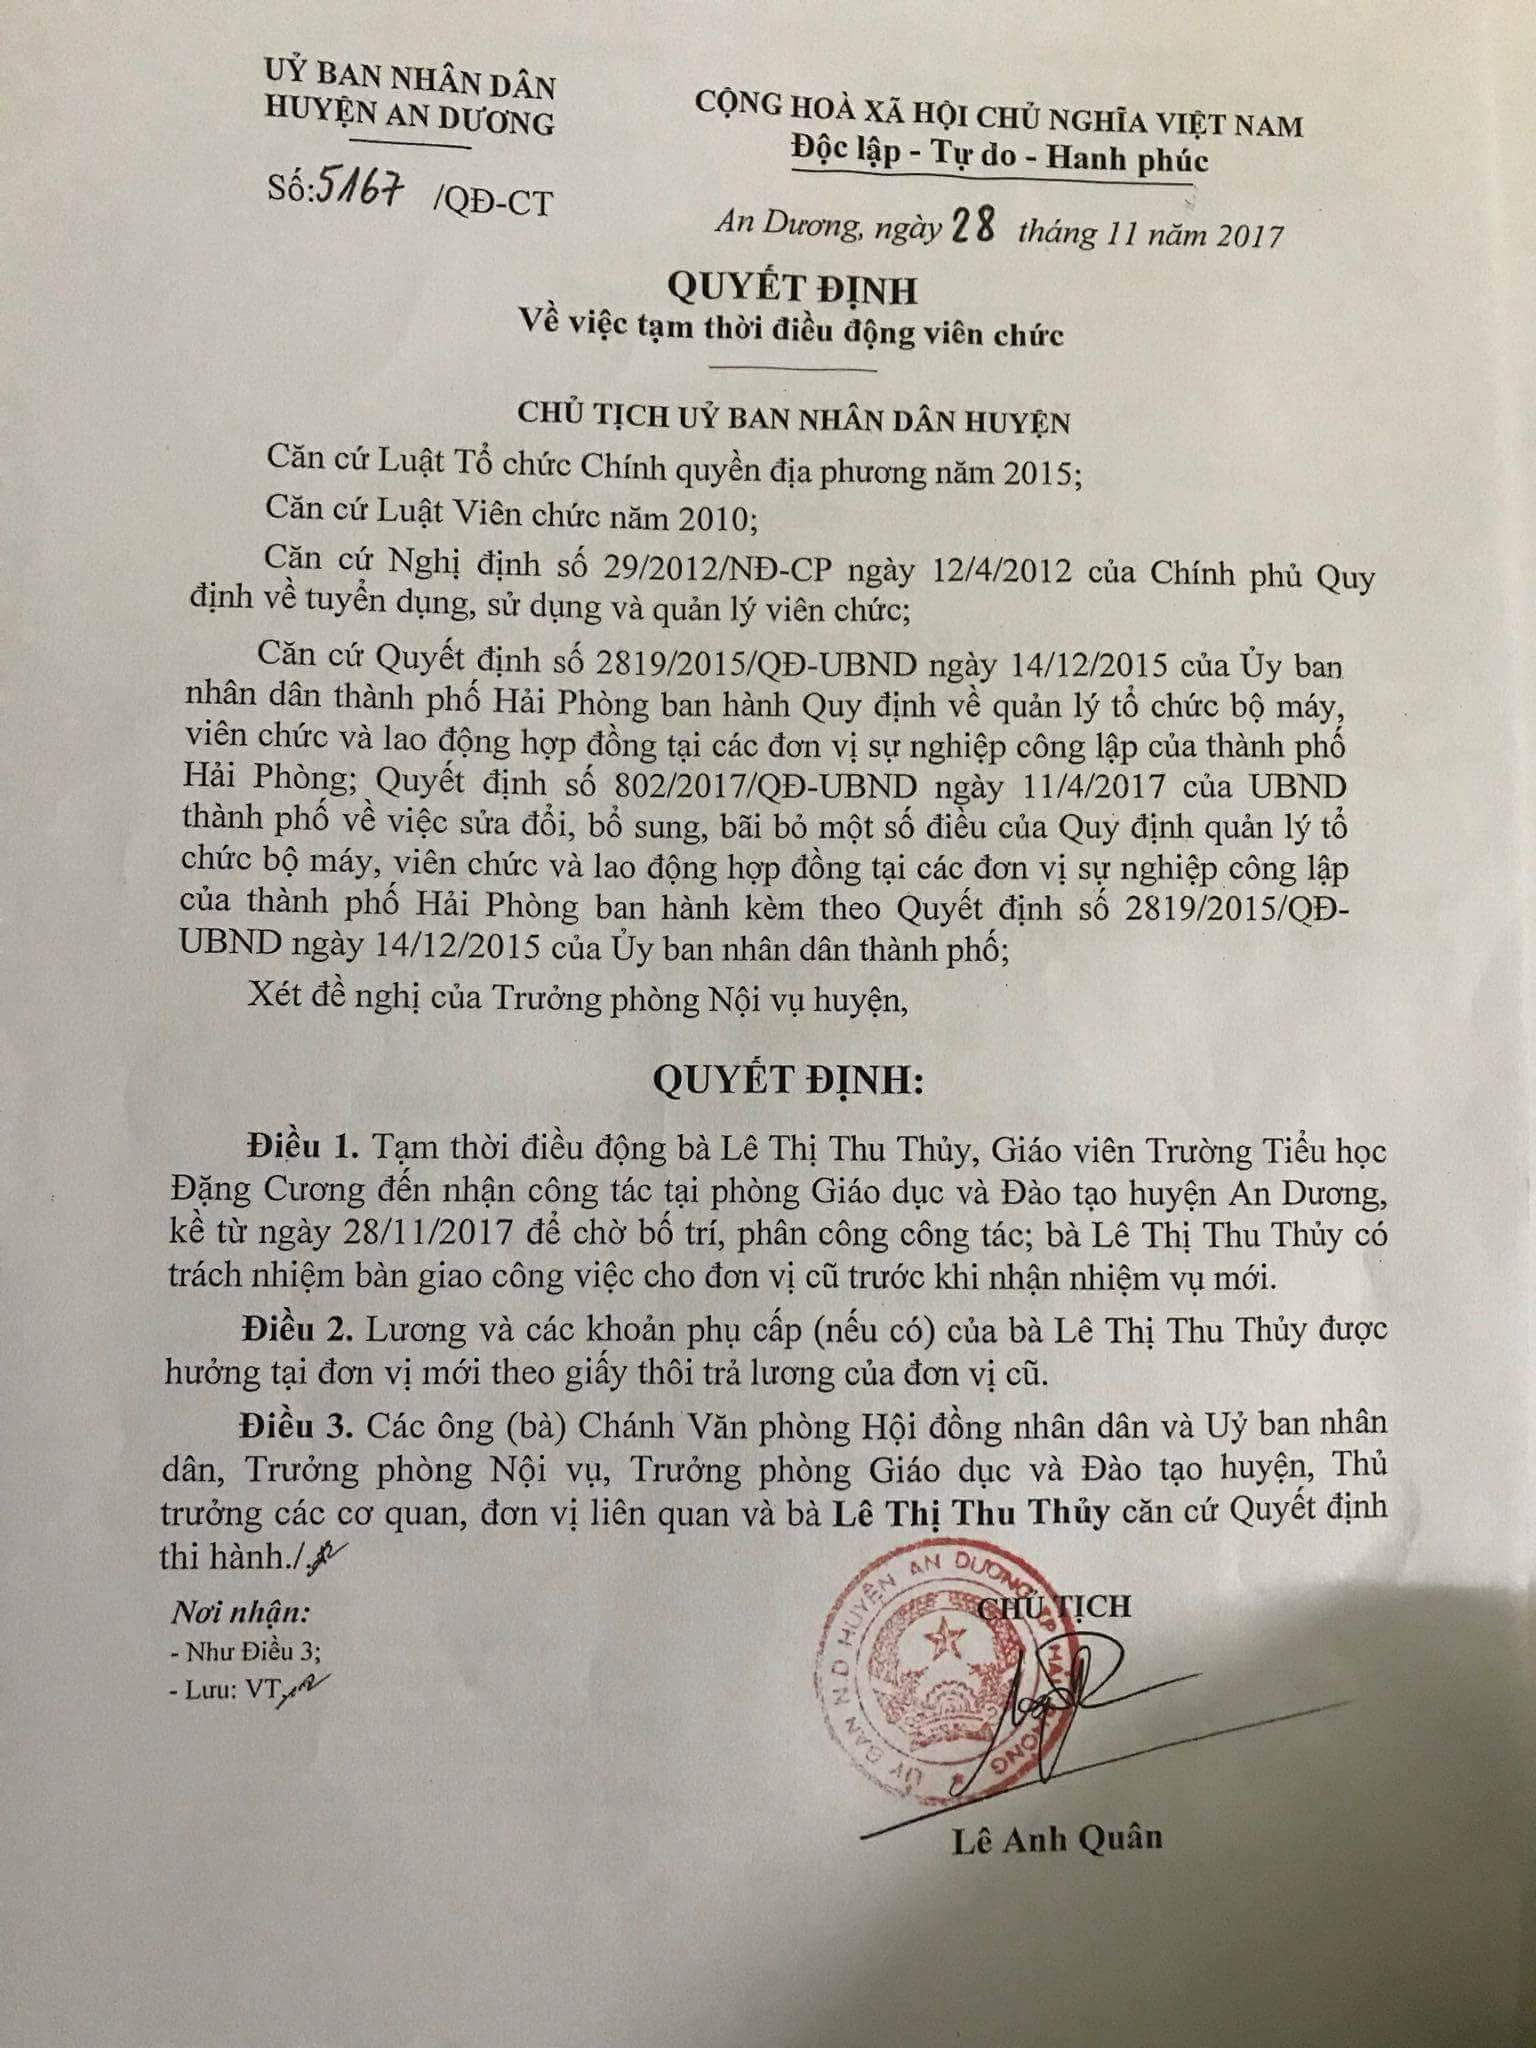 UỶ BAN NHÂN DÂN
HUYỆN AN DƯƠNG
Số: 5167 /QĐ-CT
CỘNG HOÀ XÃ HỘI CHỦ NGHĨA VIỆT NAM
Độc lập - Tự do - Hanh phúc
An Dương, ngày 28 tháng 11 năm 2017
QUYẾT ĐỊNH
Về việc tạm thời điều động viên chức
CHỦ TỊCH UỶ BAN NHÂN DÂN HUYỆN
Căn cứ Luật Tổ chức Chính quyền địa phương năm 2015;
Căn cứ Luật Viên chức năm 2010;
Căn cứ Nghị định số 29/2012/NĐ-CP ngày 12/4/2012 của Chính phủ Quy
định về tuyển dụng, sử dụng và quản lý viên chức;
Căn cứ Quyết định số 2819/2015/QĐ-UBND ngày 14/12/2015 của Ủy ban
nhân dân thành phố Hải Phòng ban hành Quy định về quản lý tổ chức bộ máy,
viên chức và lao động hợp đồng tại các đơn vị sự nghiệp công lập của thành phố
Hải Phòng; Quyết định số 802/2017/QĐ-UBND ngày 11/4/2017 của UBND
thành phố về việc sửa đổi, bổ sung, bãi bỏ một số điều của Quy định quản lý tổ
chức bộ máy, viên chức và lao động hợp đồng tại các đơn vị sự nghiệp công lập
của thành phố Hải Phòng ban hành kèm theo Quyết định số 2819/2015/QĐ-
UBND ngày 14/12/2015 của Ủy ban nhân dân thành phố;
Xét đề nghị của Trưởng phòng Nội vụ huyện,
QUYẾT ĐỊNH:
Điều 1. Tạm thời điều động bà Lê Thị Thu Thủy, Giáo viên Trường Tiểu học
Đặng Cương đến nhận công tác tại phòng Giáo dục và Đào tạo huyện An Dương,
kể từ ngày 28/11/2017 để chờ bố trí, phân công công tác; bà Lê Thị Thu Thủy có
trách nhiệm bàn giao công việc cho đơn vị cũ trước khi nhận nhiệm vụ mới.
Điều 2. Lương và các khoản phụ cấp (nếu có) của bà Lê Thị Thu Thủy được
hưởng tại đơn vị mới theo giấy thôi trả lương của đơn vị cũ.
Điều 3. Các ông (bà) Chánh Văn phòng Hội đồng nhân dân và Uỷ ban nhân
dân, Trưởng phòng Nội vụ, Trưởng phòng Giáo dục và Đào tạo huyện, Thủ
trưởng các cơ quan, đơn vị liên quan và bà Lê Thị Thu Thủy căn cứ Quyết định
thi hành./.
Nơi nhận:
- Như Điều 3;
- Lưu: VT
CHỦ TỊCH
ỦY BAN N.D HUYỆN AN DƯƠNG T.P HẢI PHÒNG
Lê Anh Quân